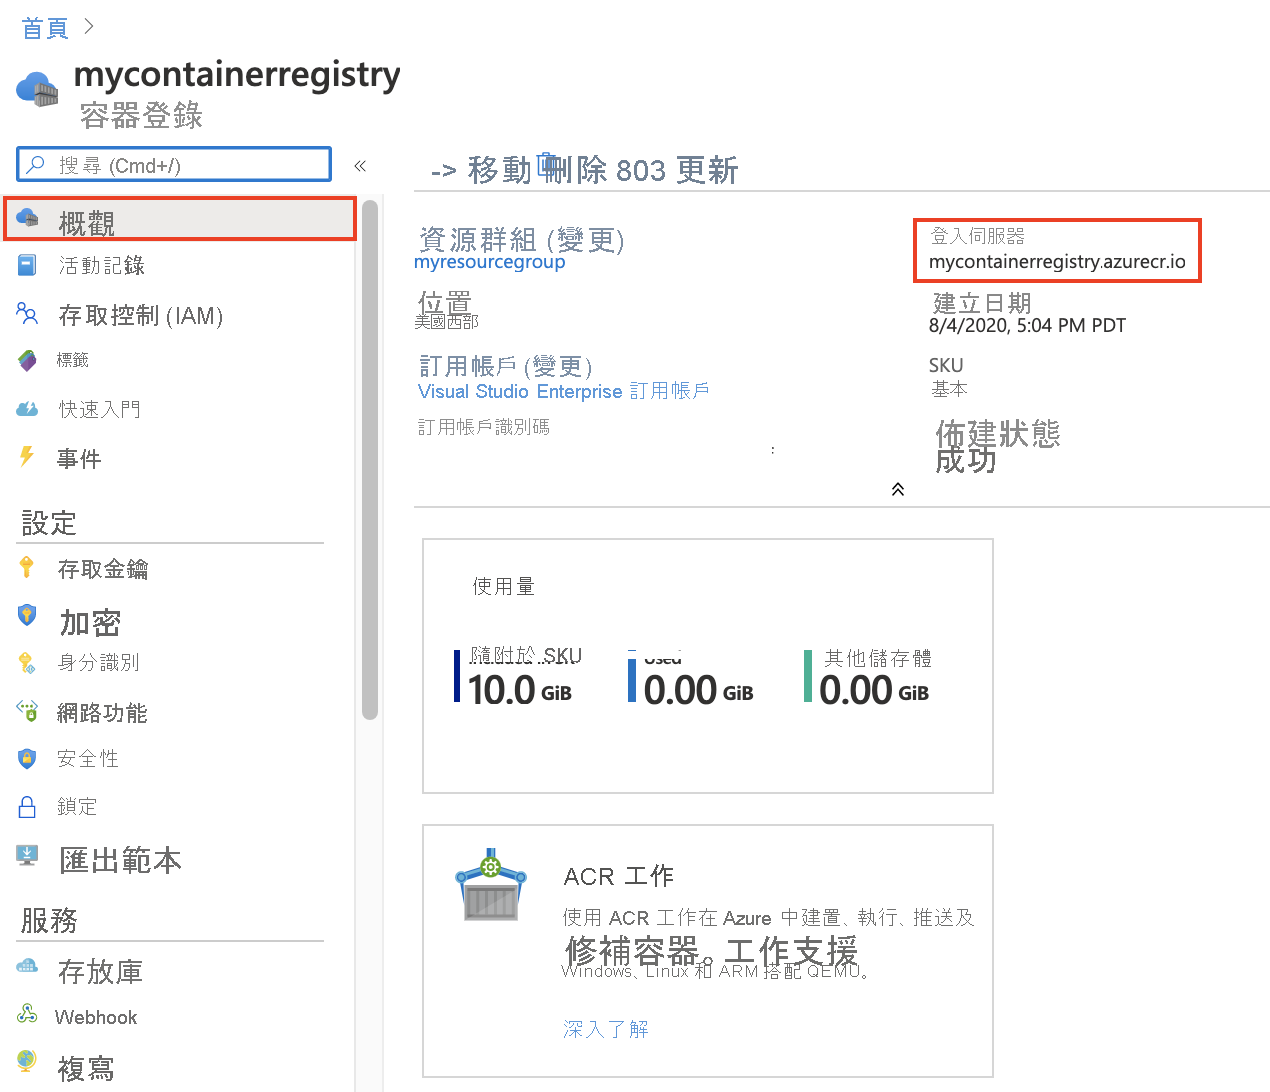 首頁
mycontainerregistry
容器登錄
搜尋 (Cmd+/)
«
概觀
活動記錄
存取控制 (IAM)
標籤
快速入門
事件
設定
存取金鑰
加密
身分識別
網路功能
安全性
鎖定
匯出範本
服務
存放庫
Webhook
複寫
-> 移動 刪除 803 更新
資源群組 (變更)
myresourcegroup
位置
美國西部
訂用帳戶 (變更)
Visual Studio Enterprise 訂用帳戶
訂用帳戶識別碼
:
登入伺服器
mycontainerregistry.azurecr.io
建立日期
8/4/2020, 5:04 PM PDT
SKU
基本
佈建狀態
成功
使用量
隨附於 SKU
10.0 GiB
Used
0.00 GiB
其他儲存體
0.00 GiB
ACR 工作
使用 ACR 工作在 Azure 中建置、執行、推送及
修補容器。工作支援
Windows、Linux 和 ARM 搭配 QEMU。
深入了解